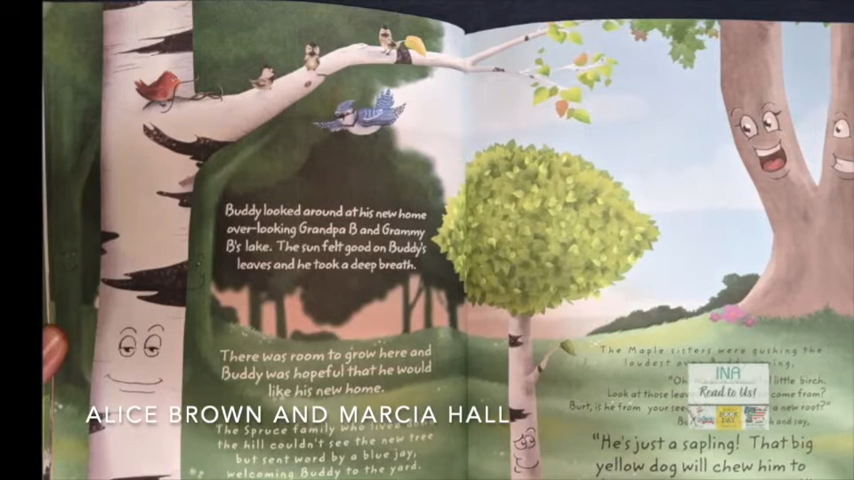 Buddy looked around at his new home
over-looking Grandpa B and Grammy
B's lake. The sun felt good on Buddy's
leaves and he took a deep breath.
There was room to grow here and
Buddy was hopeful that he would
like his new home.
ALICE BROWN AND MARCIA HALL
The Spruce family who lived down
the hill couldn't see the new tree
but sent word by a blue jay,
welcoming Buddy to the yard.
The Maple sisters were gushing the
loudest
"Oh little birch.
Look at those leav come from?
Burt, is he from your see a new root?"
Bu h and say,
"He's just a sapling! That big
yellow dog will chew him to
INA
Read to Us!